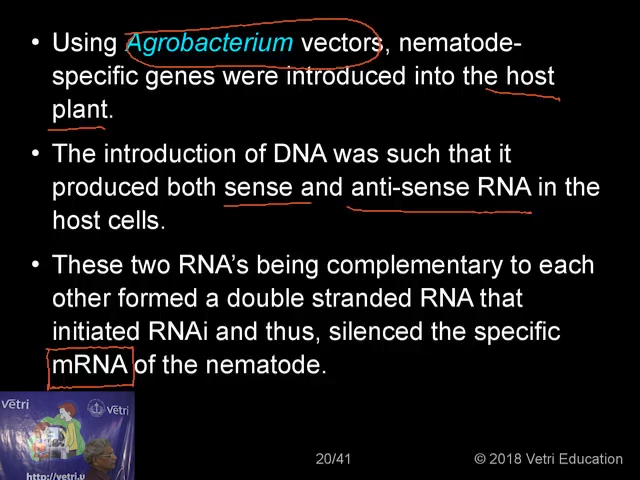 • Using Agrobacterium vectors, nematode-
specific genes were introduced into the host
plant.
• The introduction of DNA was such that it
produced both sense and anti-sense RNA in the
host cells.
• These two RNA's being complementary to each
other formed a double stranded RNA that
initiated RNAi and thus, silenced the specific
mRNA of the nematode.
Vetri
Vetri
http://vetri.u
20/41
© 2018 Vetri Education